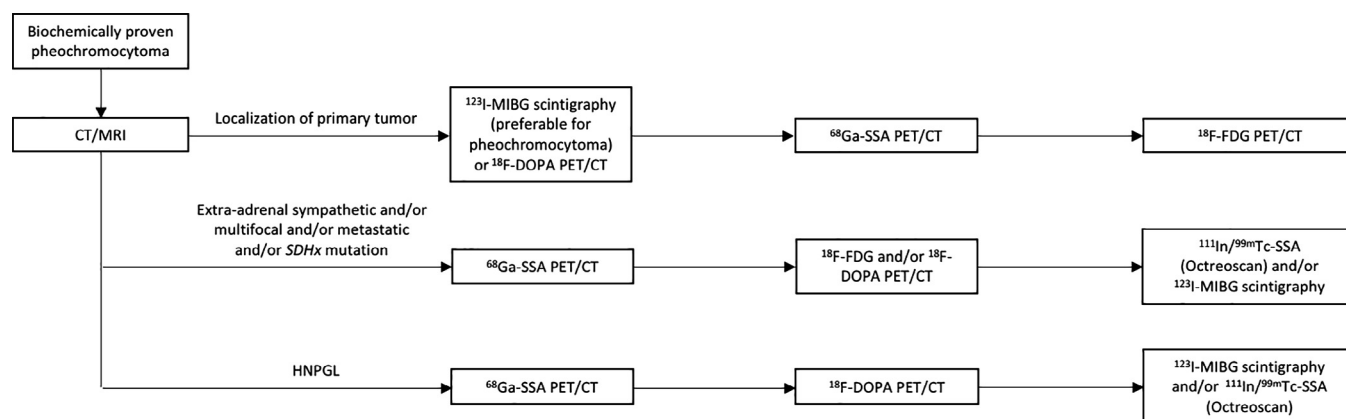 Biochemically proven
pheochromocytoma
CT/MRI
Localization of primary tumor
¹²³I-MIBG scintigraphy
(preferable for
pheochromocytoma)
or ¹⁸F-DOPA PET/CT
⁶⁸Ga-SSA PET/CT
¹⁸F-FDG PET/CT
Extra-adrenal sympathetic and/or
multifocal and/or metastatic
and/or SDHx mutation
⁶⁸Ga-SSA PET/CT
¹⁸F-FDG and/or ¹⁸F-
DOPA PET/CT
¹¹¹In/⁹⁹ᵐTc-SSA
(Octreoscan) and/or
¹²³I-MIBG scintigraphy
HNPGL
⁶⁸Ga-SSA PET/CT
¹⁸F-DOPA PET/CT
¹²³I-MIBG scintigraphy
and/or ¹¹¹In/⁹⁹ᵐTc-SSA
(Octreoscan)